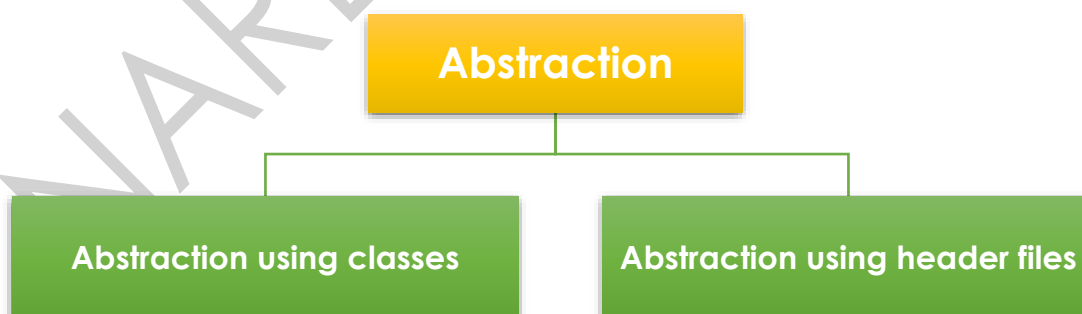 Abstraction
Abstraction using classes
Abstraction using header files